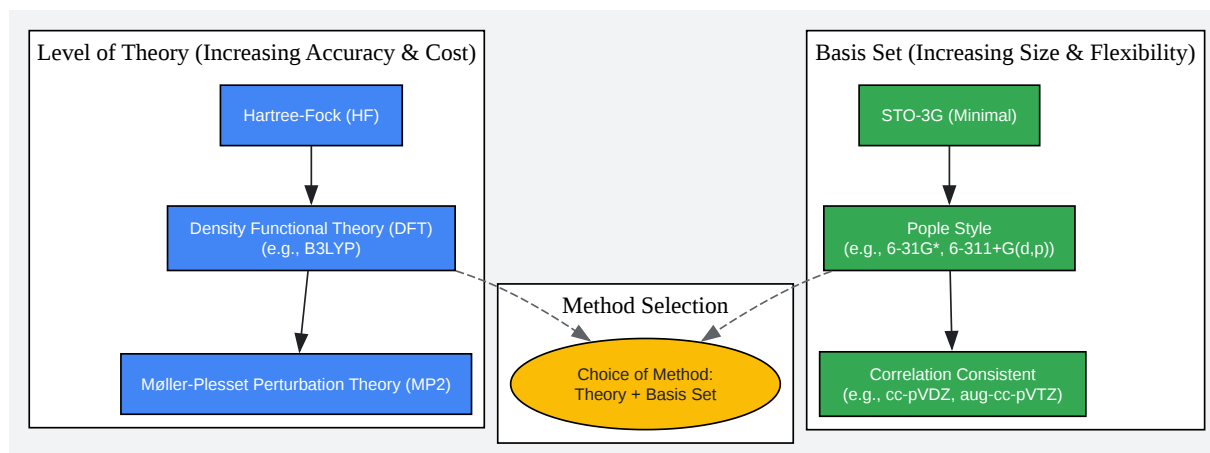 Level of Theory (Increasing Accuracy & Cost)
Hartree-Fock (HF)
Density Functional Theory (DFT)
(e.g., B3LYP)
Møller-Plesset Perturbation Theory (MP2)
Method Selection
Choice of Method:
Theory + Basis Set
Basis Set (Increasing Size & Flexibility)
STO-3G (Minimal)
Pople Style
(e.g., 6-31G*, 6-311+G(d,p))
Correlation Consistent
(e.g., cc-pVDZ, aug-cc-pVTZ)